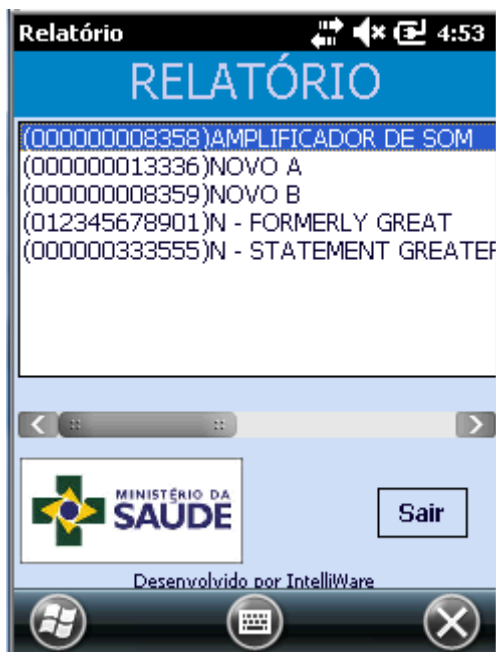 Relatório 4:53
RELATÓRIO
(000000008358)AMPLIFICADOR DE SOM
(000000013336)NOVO A
(000000008359)NOVO B
(012345678901)N - FORMERLY GREAT
(000000333555)N - STATEMENT GREATER
MINISTÉRIO DA
SAÚDE
Sair
Desenvolvido por IntelliWare